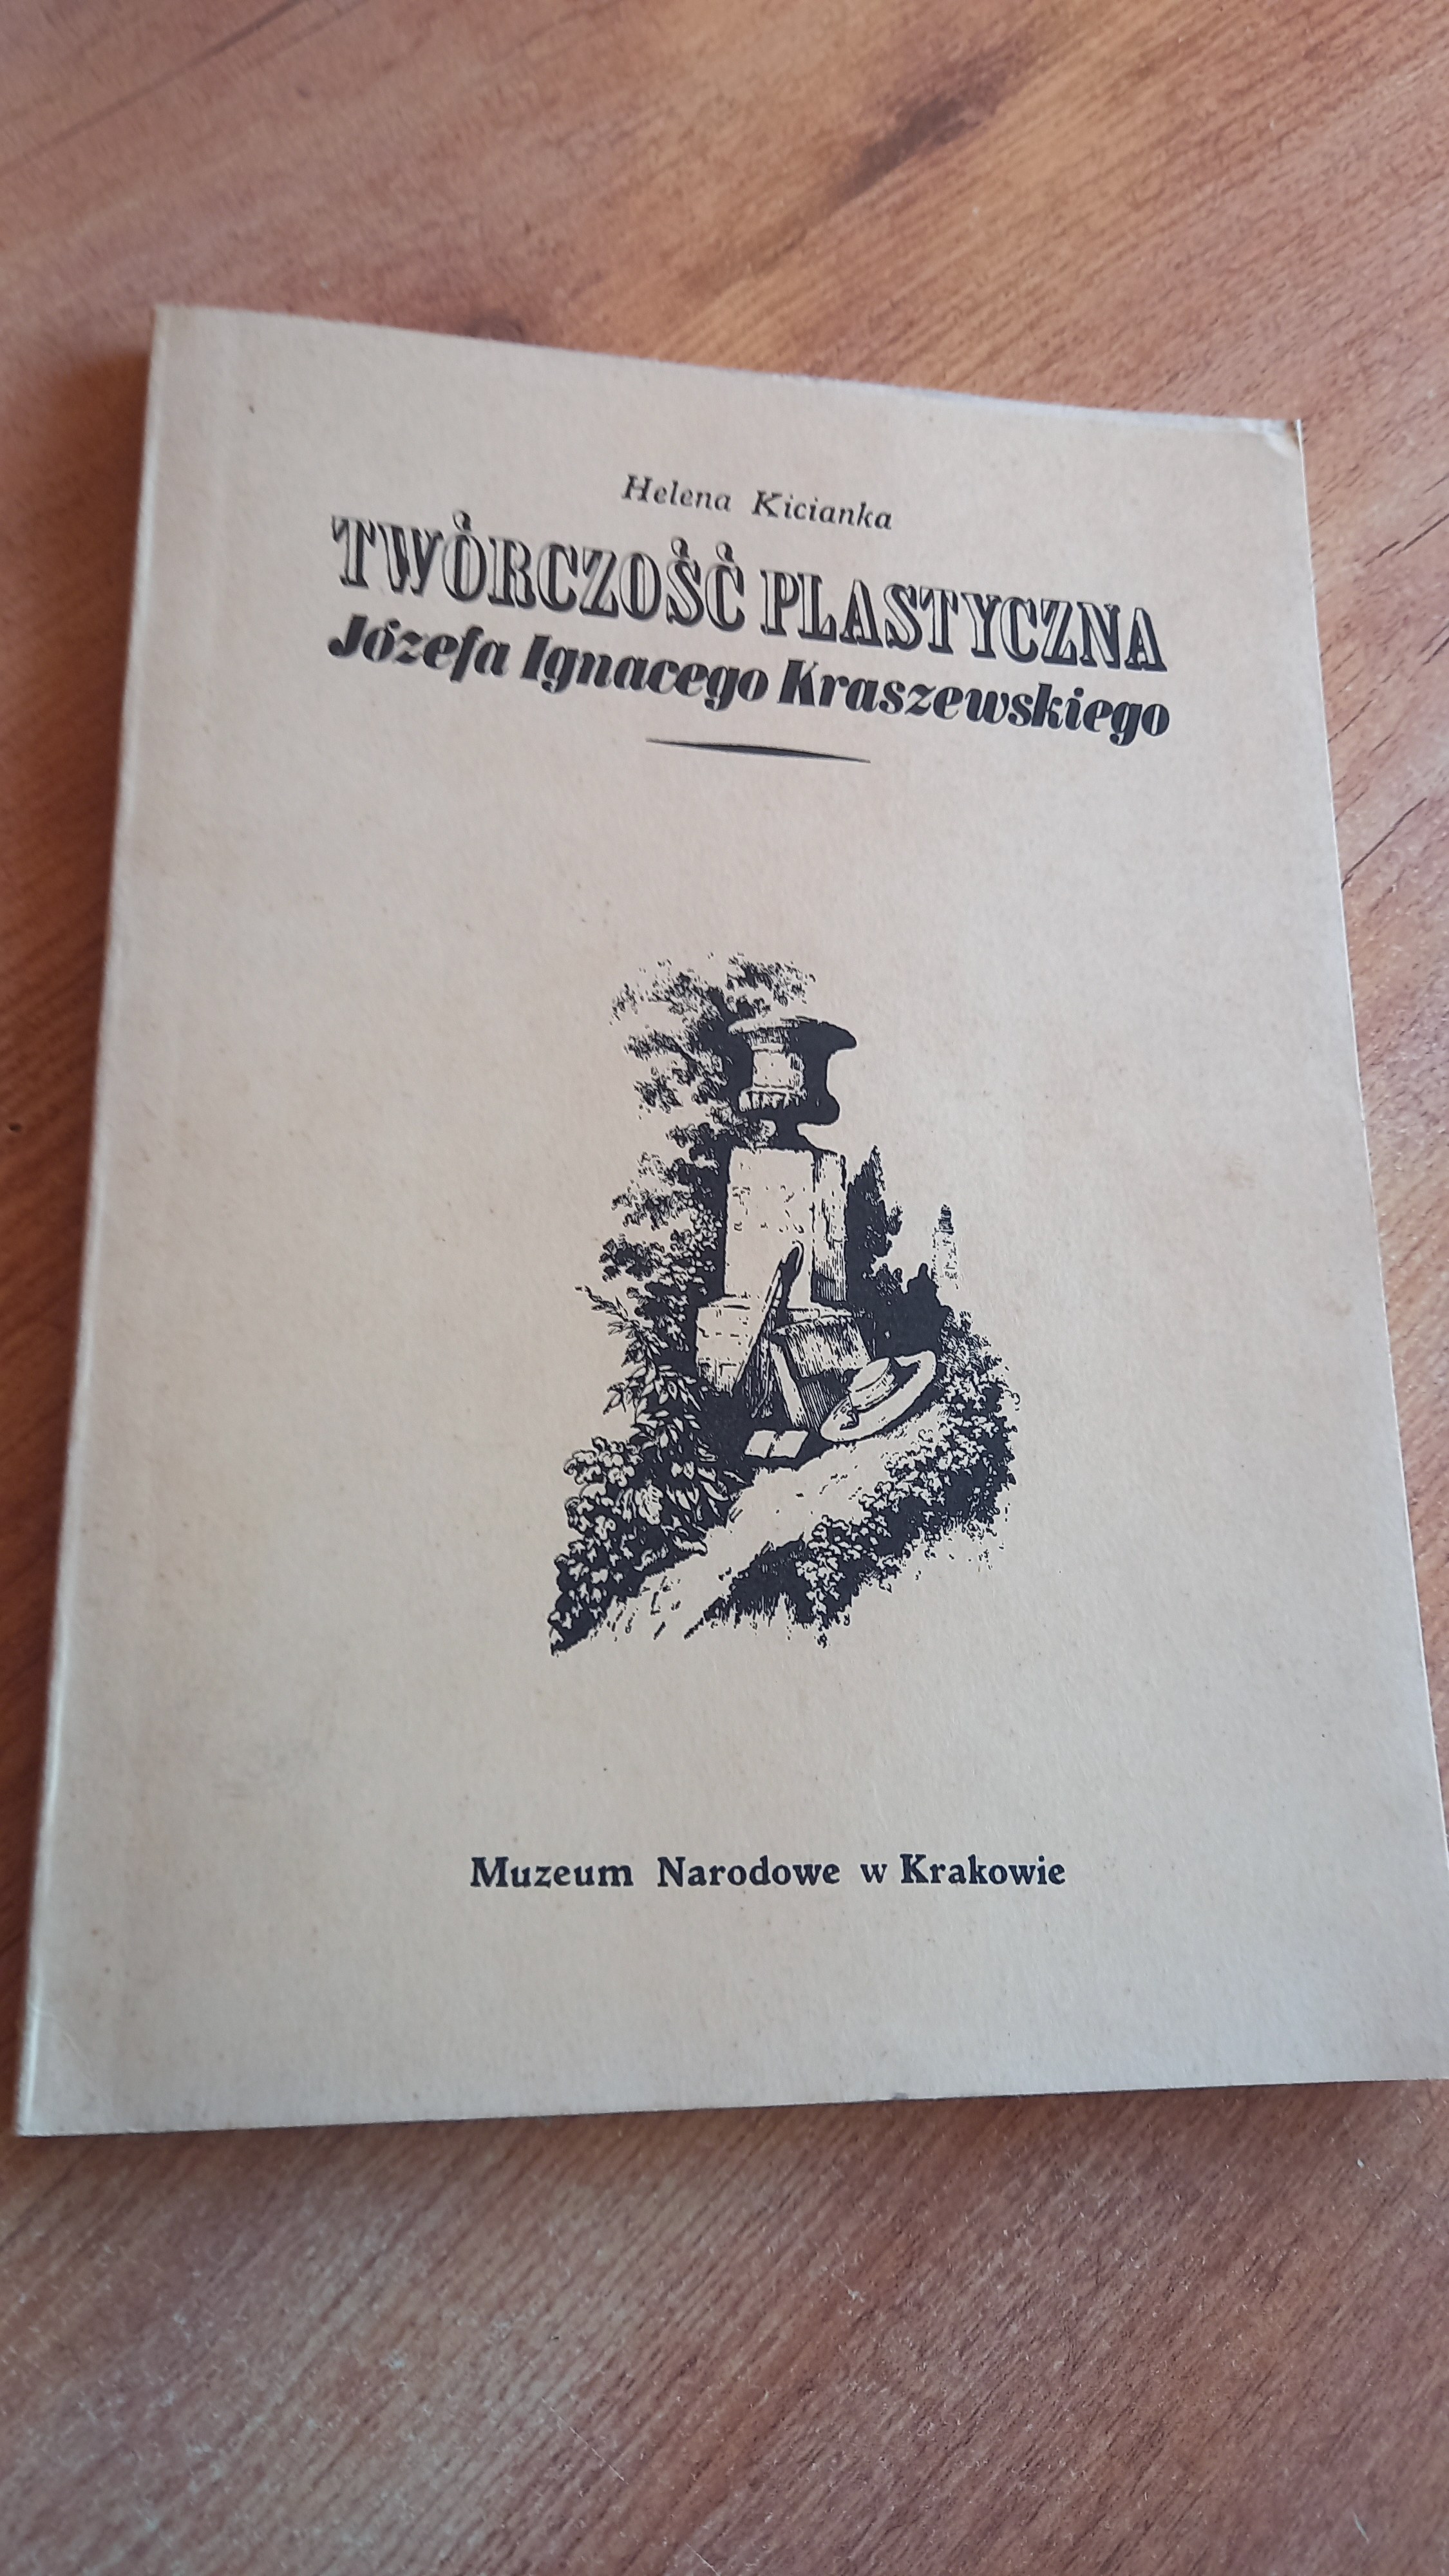 Helena Kicianka
TWÓRCZOŚĆ PLASTYCZNA
Józefa Ignacego Kraszewskiego
Muzeum Narodowe w Krakowie